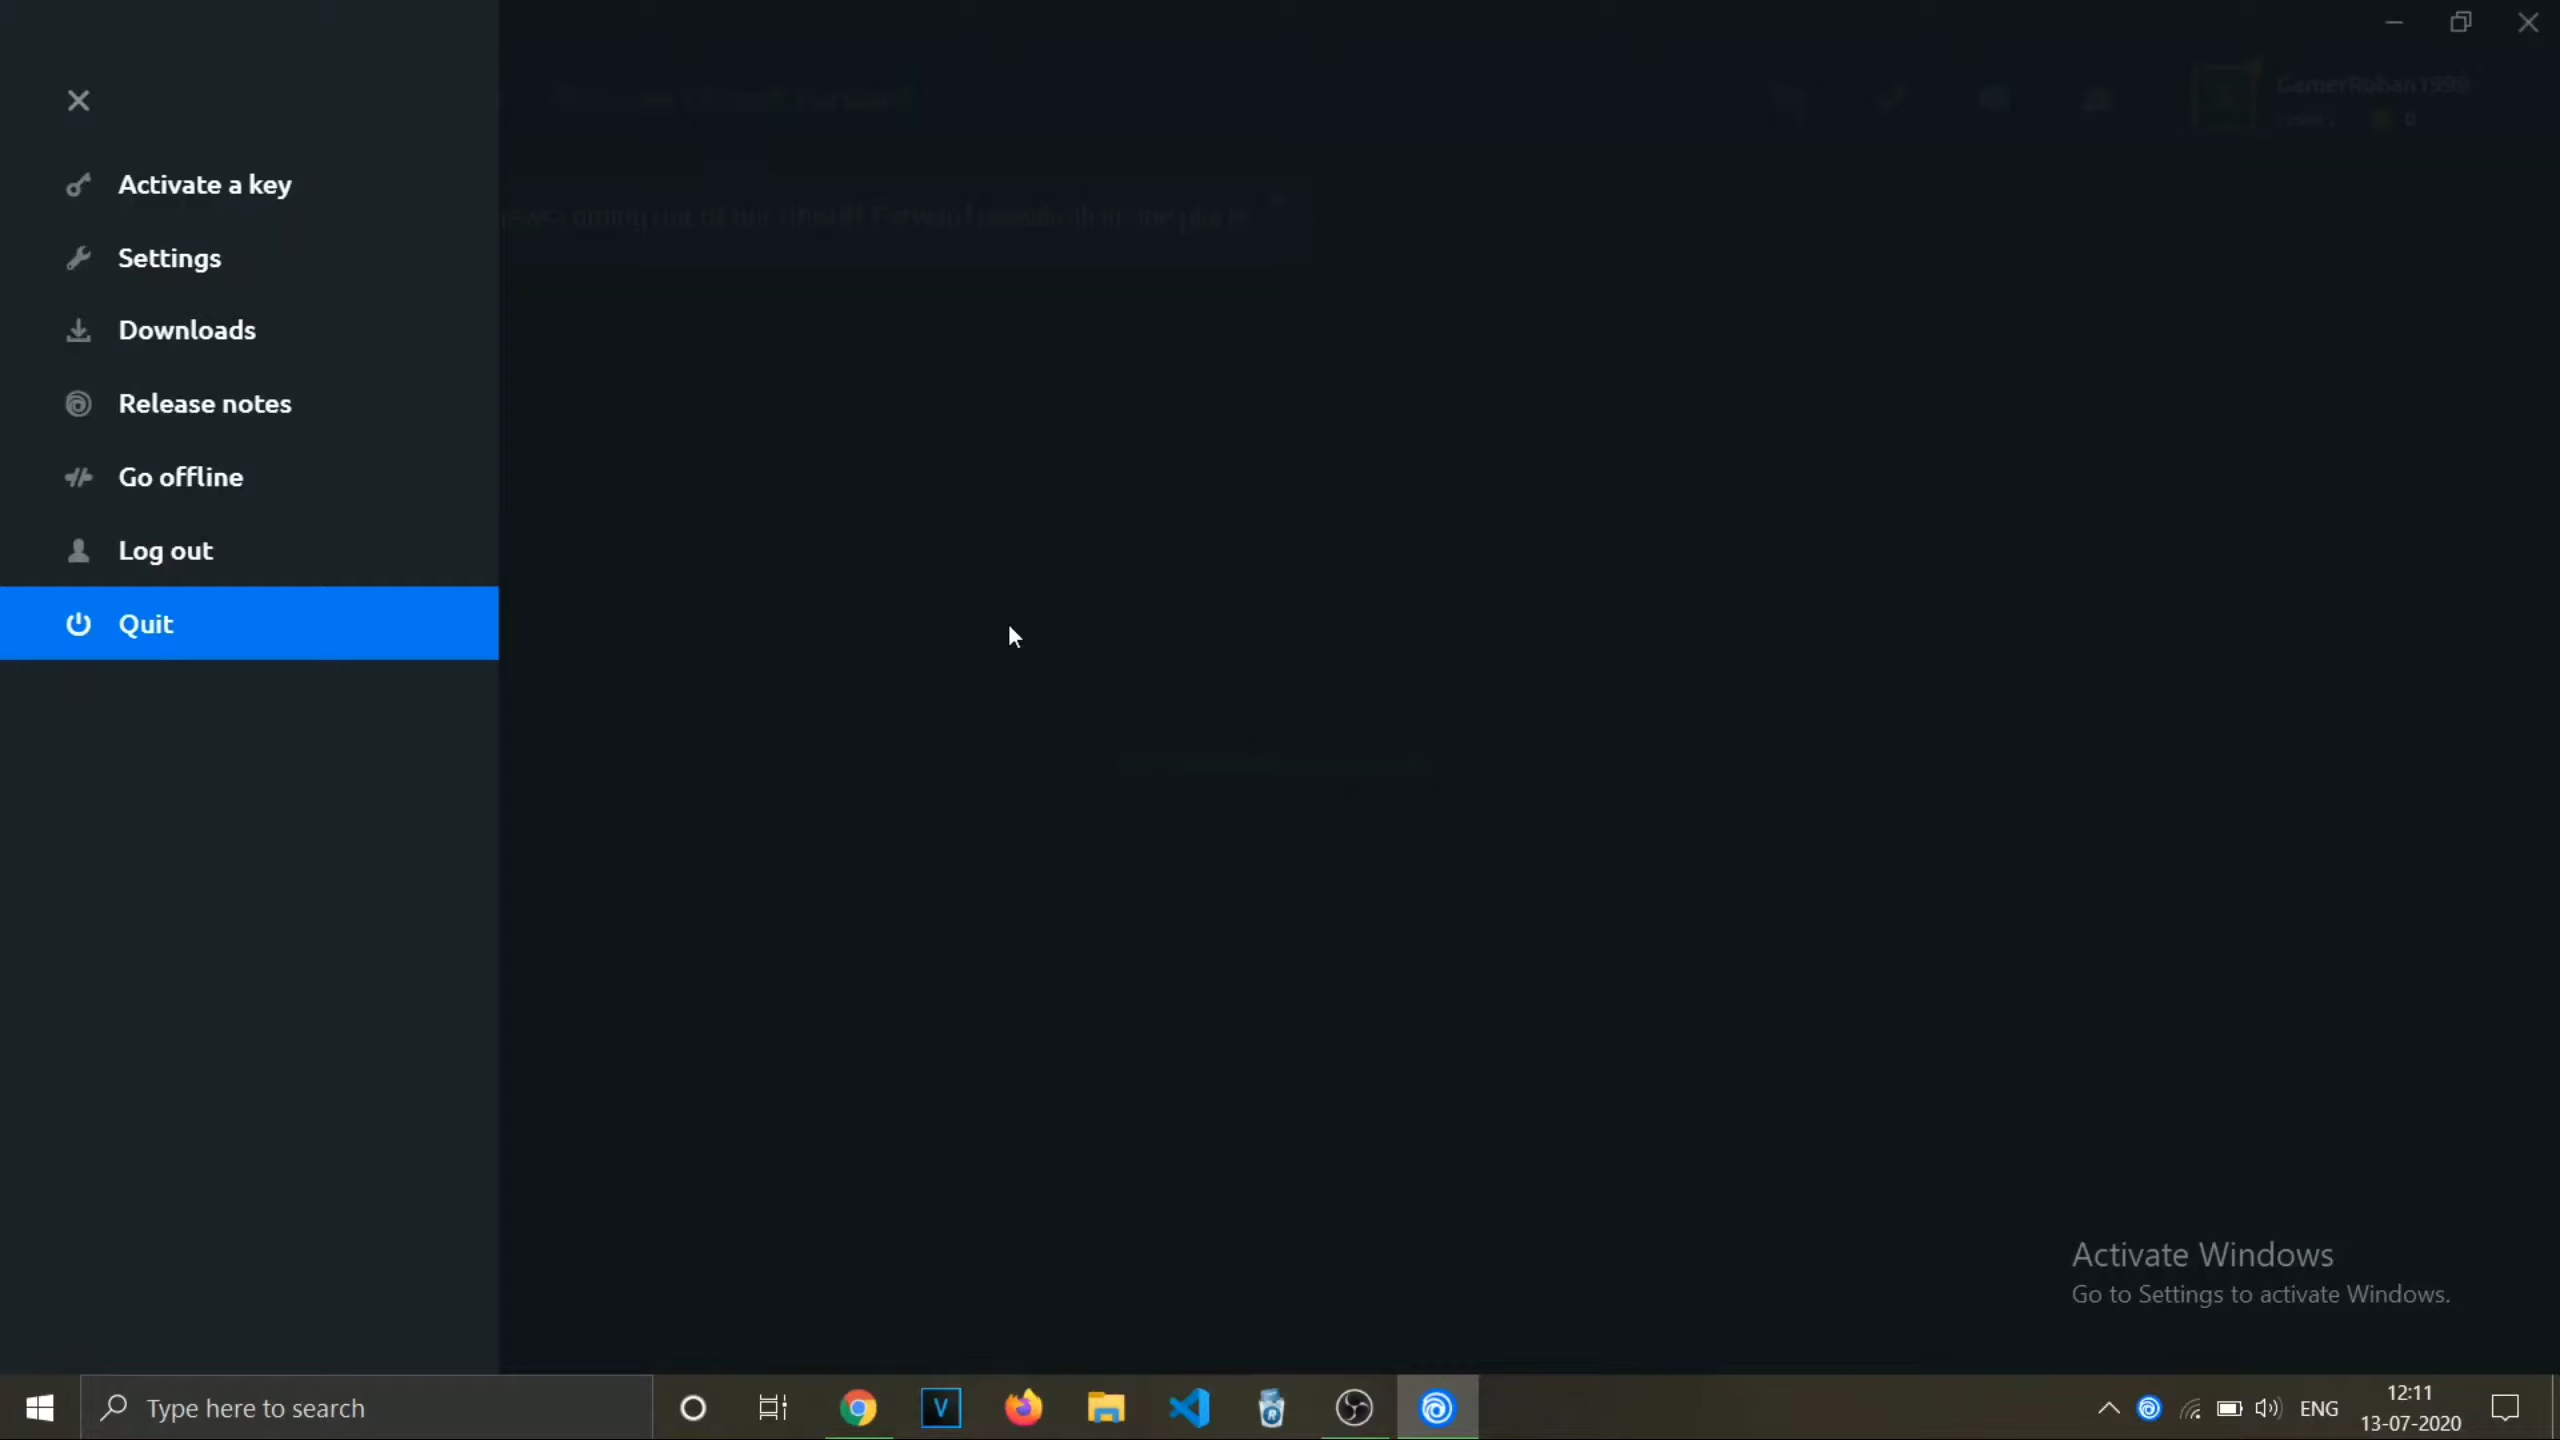 GamerRohan1999
Activate a key
Settings
Downloads
Release notes
Go offline
Log out
Quit
Activate Windows
Go to Settings to activate Windows.
Type here to search
V
R
ENG
12:11
13-07-2020